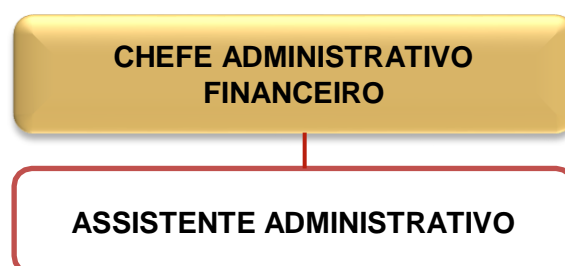 CHEFE ADMINISTRATIVO
FINANCEIRO
ASSISTENTE ADMINISTRATIVO